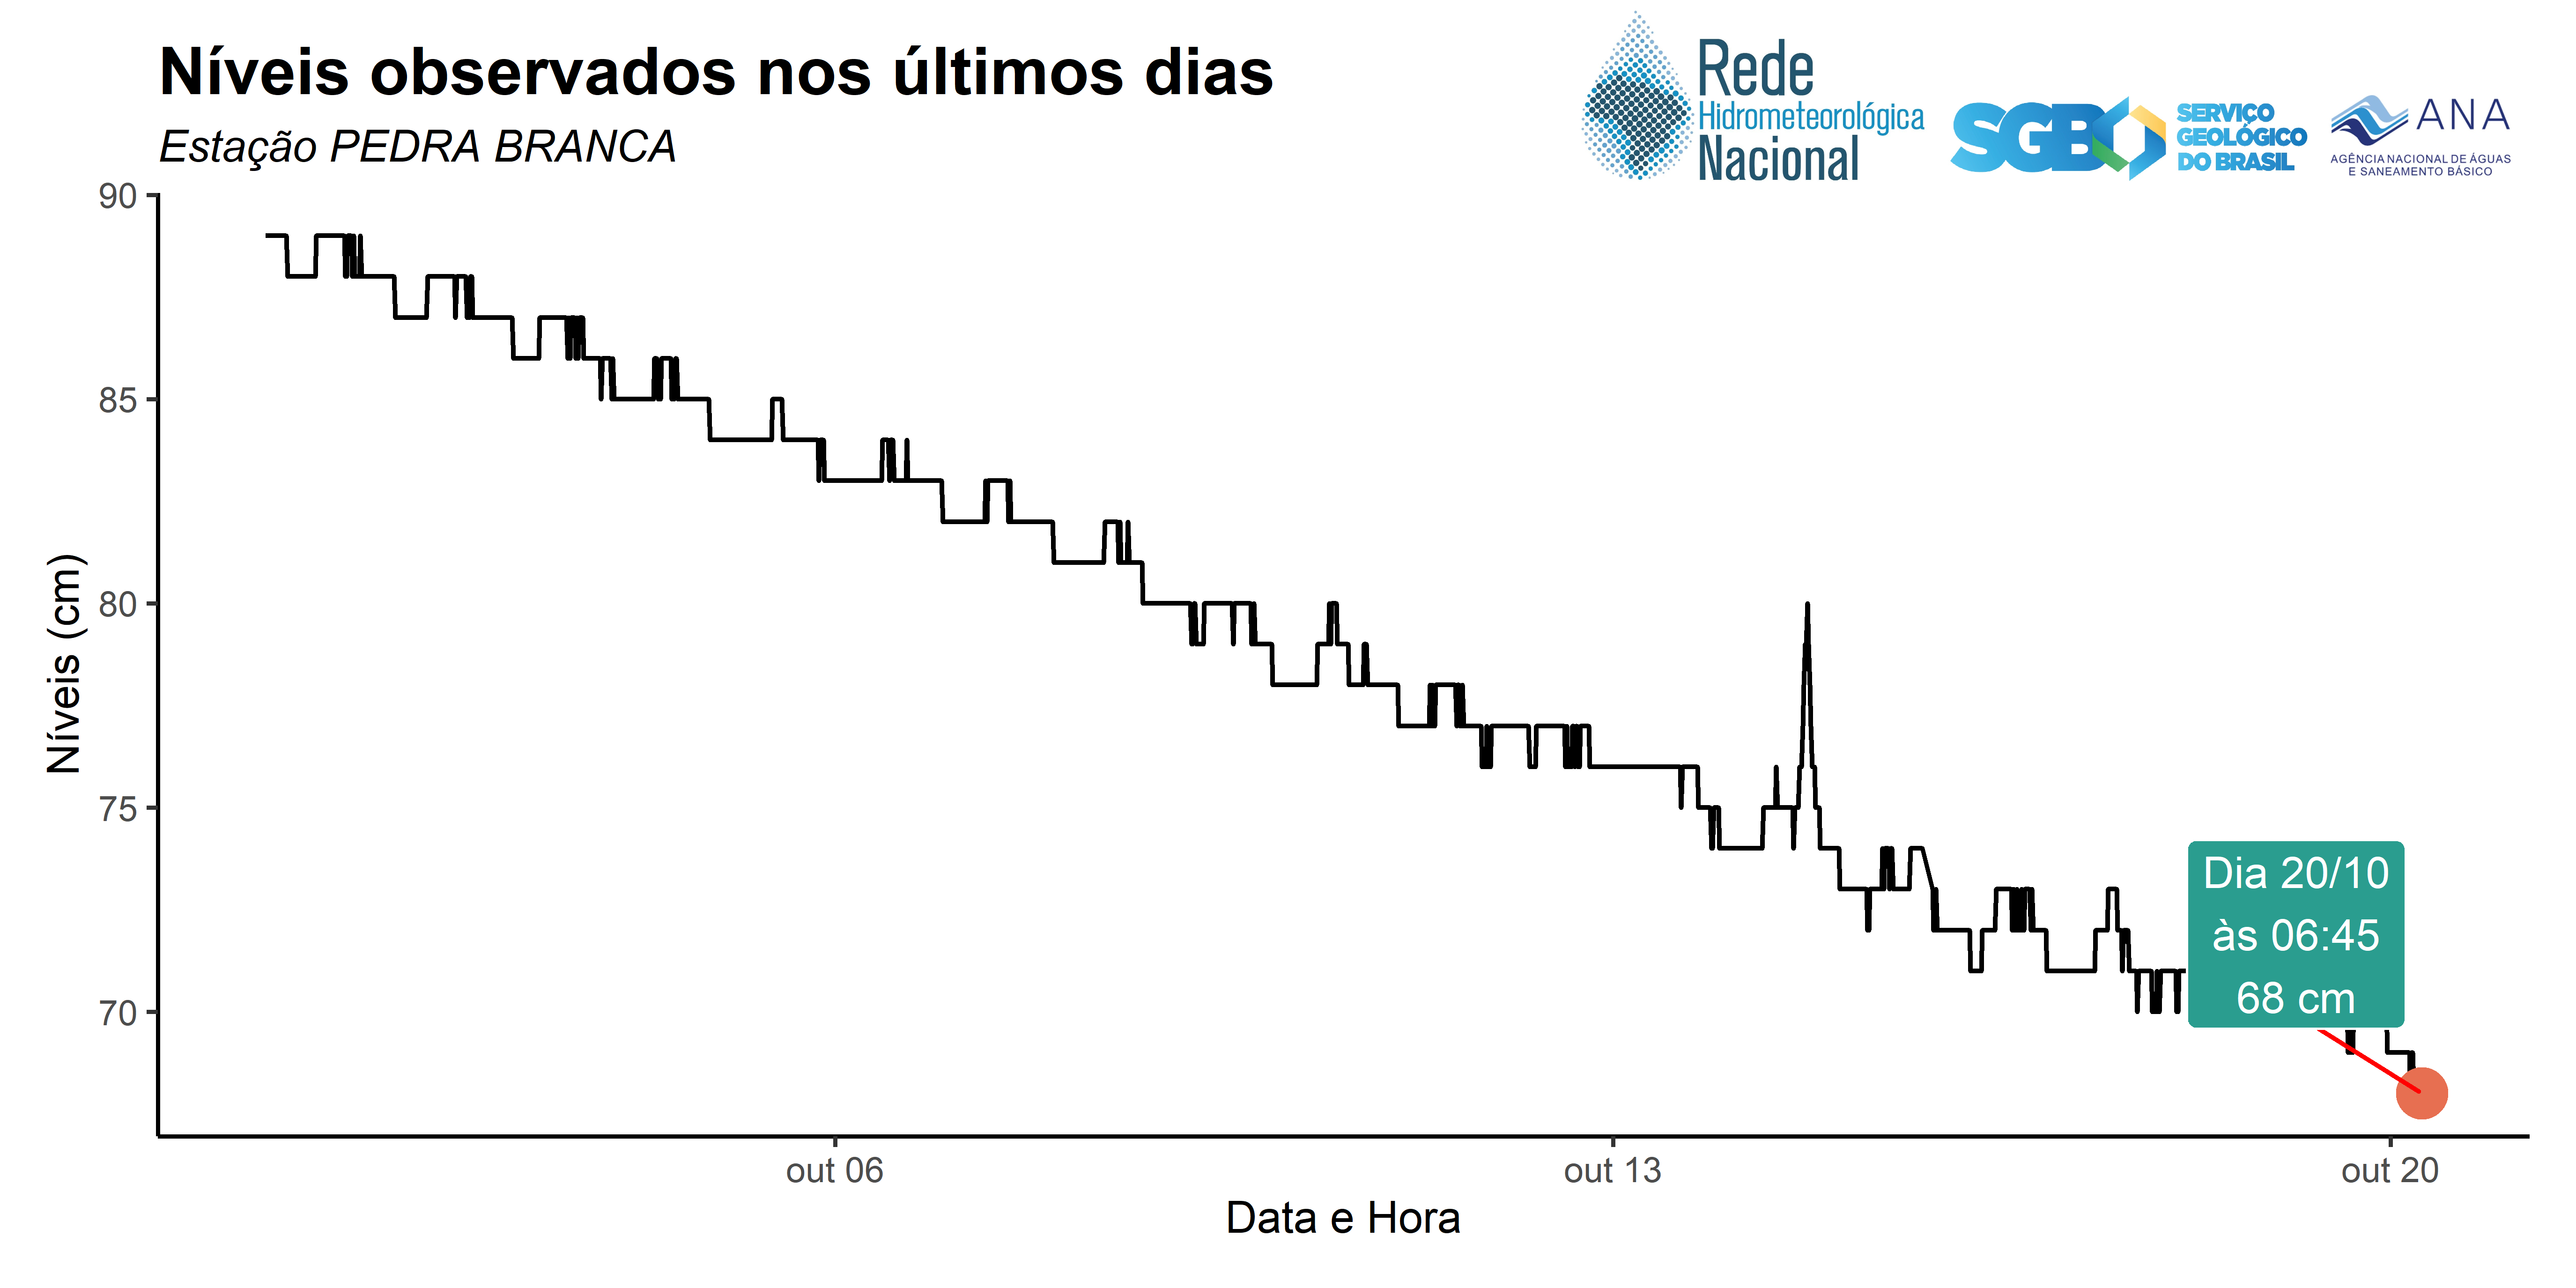 Níveis observados nos últimos dias
Estação PEDRA BRANCA
Rede
Hidrometeorológica
Nacional
SGB
SERVIÇO
GEOLÓGICO
DO BRASIL
ANA
AGÊNCIA NACIONAL DE ÁGUAS
E SANEAMENTO BÁSICO
Níveis (cm)
90
85
80
75
70
Dia 20/10
às 06:45
68 cm
out 06
out 13
out 20
Data e Hora